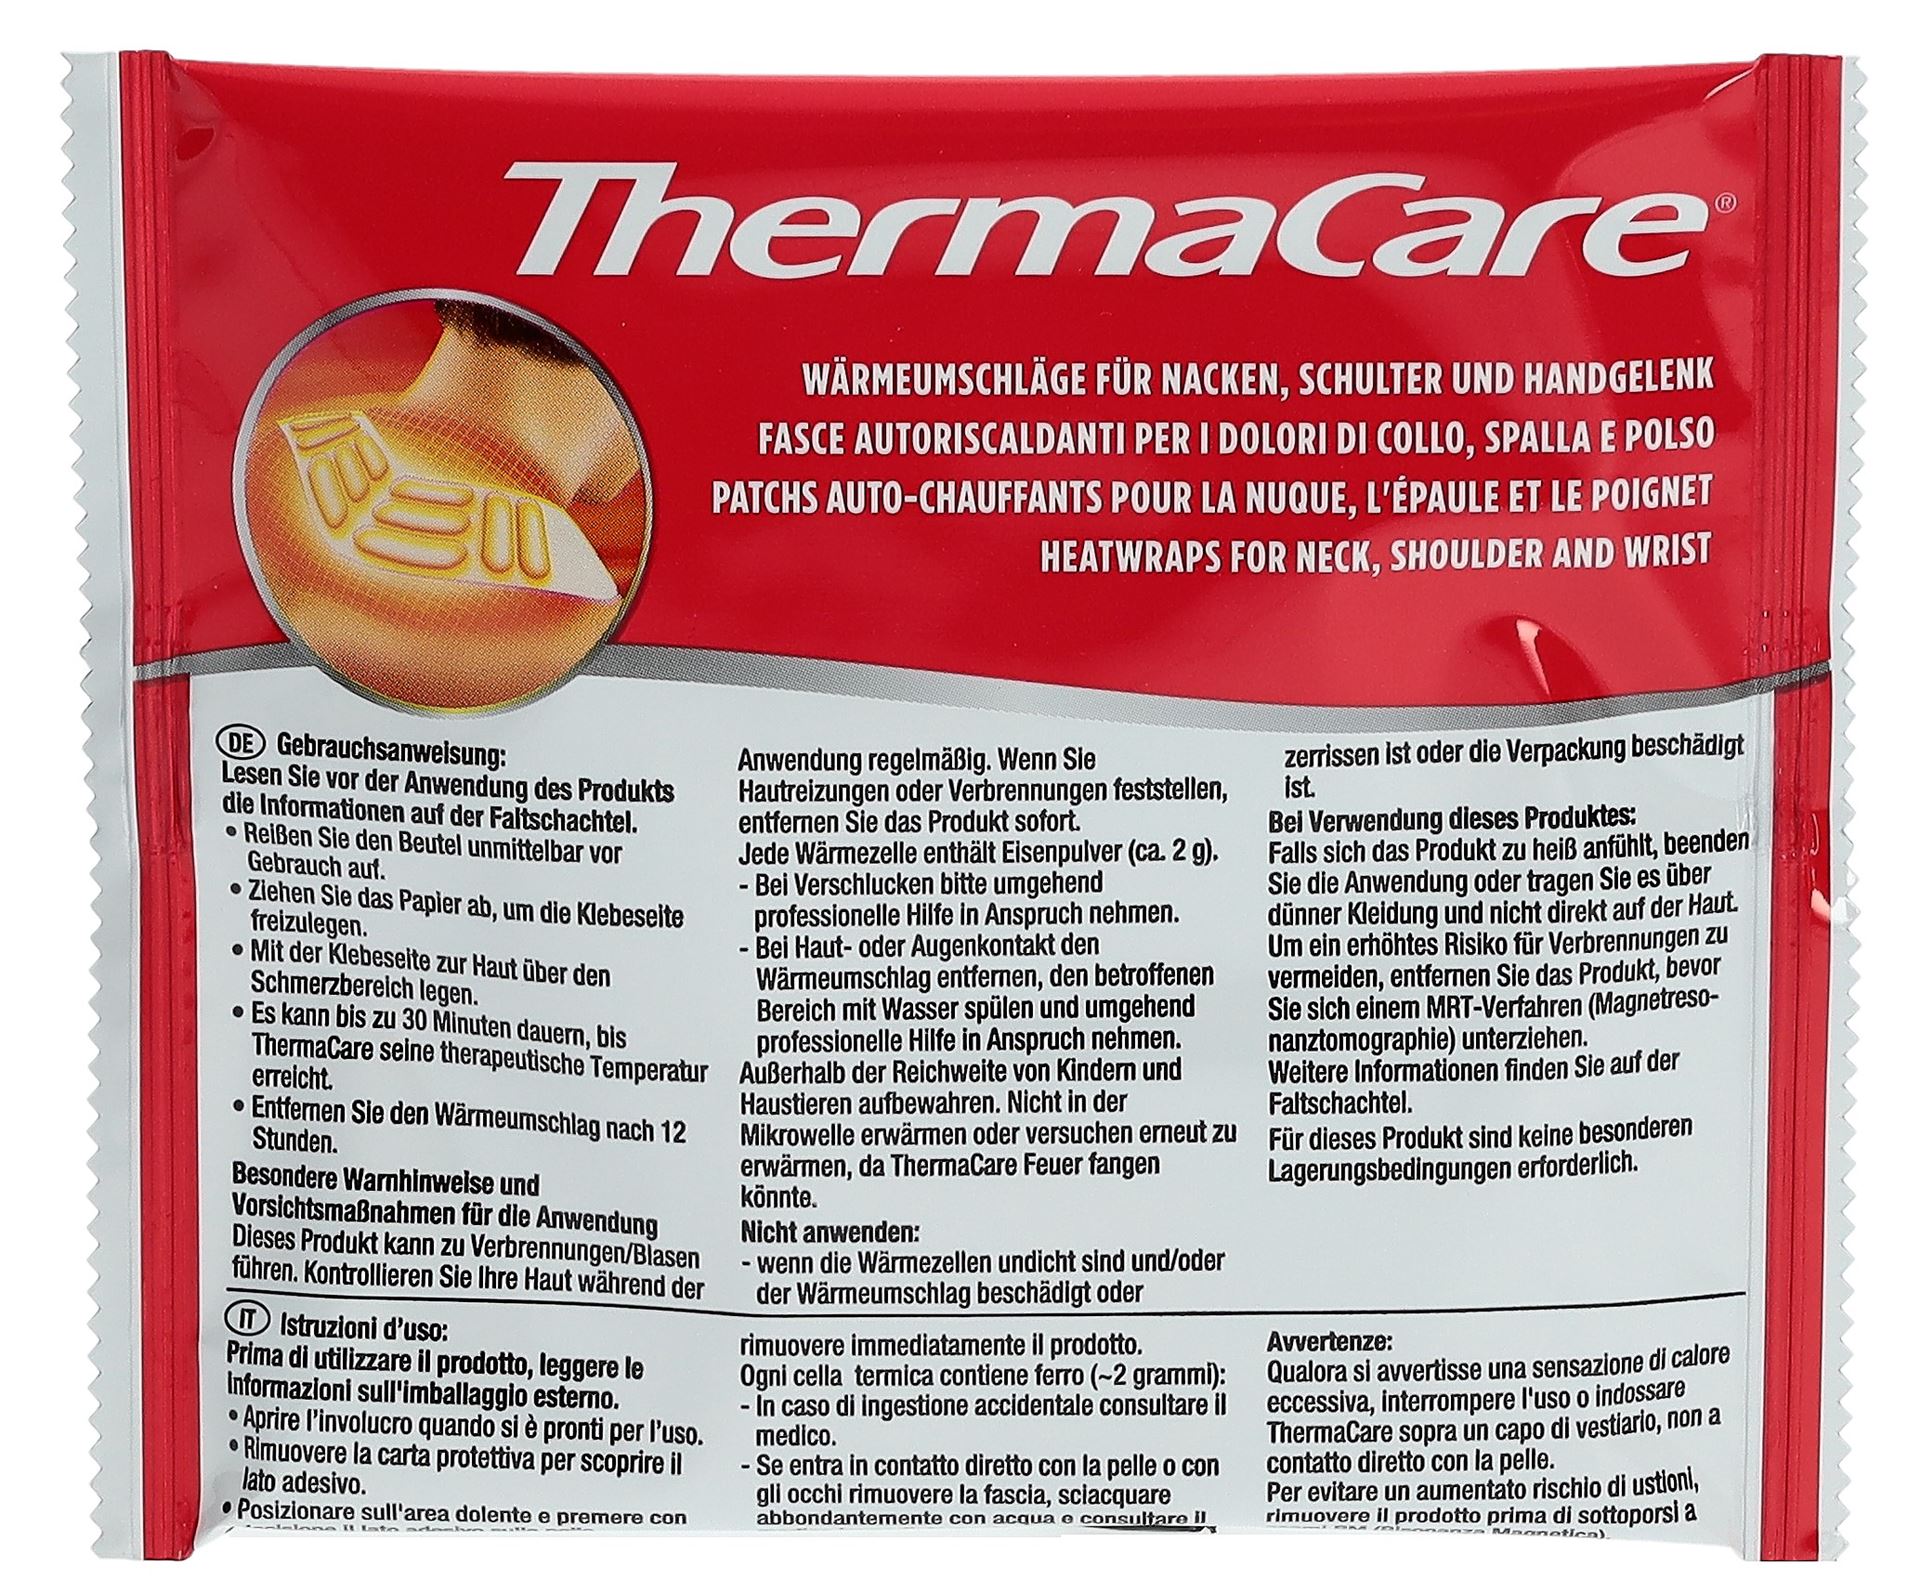 ThermaCare®
WÄRMEUMSCHLÄGE FÜR NACKEN, SCHULTER UND HANDGELENK
FASCE AUTORISCALDANTI PER I DOLORI DI COLLO, SPALLA E POLSO
PATCHS AUTO-CHAUFFANTS POUR LA NUQUE, L'ÉPAULE ET LE POIGNET
HEATWRAPS FOR NECK, SHOULDER AND WRIST
DE Gebrauchsanweisung:
Lesen Sie vor der Anwendung des Produkts
die Informationen auf der Faltschachtel.
• Reißen Sie den Beutel unmittelbar vor
Gebrauch auf.
• Ziehen Sie das Papier ab, um die Klebeseite
freizulegen.
• Mit der Klebeseite zur Haut über den
Schmerzbereich legen.
• Es kann bis zu 30 Minuten dauern, bis
ThermaCare seine therapeutische Temperatur
erreicht.
• Entfernen Sie den Wärmeumschlag nach 12
Stunden.
Besondere Warnhinweise und
Vorsichtsmaßnahmen für die Anwendung
Dieses Produkt kann zu Verbrennungen/Blasen
führen. Kontrollieren Sie Ihre Haut während der
Anwendung regelmäßig. Wenn Sie
Hautreizungen oder Verbrennungen feststellen,
entfernen Sie das Produkt sofort.
Jede Wärmezelle enthält Eisenpulver (ca. 2 g).
- Bei Verschlucken bitte umgehend
professionelle Hilfe in Anspruch nehmen.
- Bei Haut- oder Augenkontakt den
Wärmeumschlag entfernen, den betroffenen
Bereich mit Wasser spülen und umgehend
professionelle Hilfe in Anspruch nehmen.
Außerhalb der Reichweite von Kindern und
Haustieren aufbewahren. Nicht in der
Mikrowelle erwärmen oder versuchen erneut zu
erwärmen, da ThermaCare Feuer fangen
könnte.
Nicht anwenden:
- wenn die Wärmezellen undicht sind und/oder
der Wärmeumschlag beschädigt oder
zerrissen ist oder die Verpackung beschädigt
ist.
Bei Verwendung dieses Produktes:
Falls sich das Produkt zu heiß anfühlt, beenden
Sie die Anwendung oder tragen Sie es über
dünner Kleidung und nicht direkt auf der Haut.
Um ein erhöhtes Risiko für Verbrennungen zu
vermeiden, entfernen Sie das Produkt, bevor
Sie sich einem MRT-Verfahren (Magnetreso-
nanztomographie) unterziehen.
Weitere Informationen finden Sie auf der
Faltschachtel.
Für dieses Produkt sind keine besonderen
Lagerungsbedingungen erforderlich.
IT Istruzioni d'uso:
Prima di utilizzare il prodotto, leggere le
informazioni sull'imballaggio esterno.
• Aprire l'involucro quando si è pronti per l'uso.
• Rimuovere la carta protettiva per scoprire il
lato adesivo.
• Posizionare sull'area dolente e premere con
rimuovere immediatamente il prodotto.
Ogni cella termica contiene ferro (~2 grammi):
- In caso di ingestione accidentale consultare il
medico.
- Se entra in contatto diretto con la pelle o con
gli occhi rimuovere la fascia, sciacquare
abbondantemente con acqua e consultare il
Avvertenze:
Qualora si avvertisse una sensazione di calore
eccessiva, interrompere l'uso o indossare
ThermaCare sopra un capo di vestiario, non a
contatto diretto con la pelle.
Per evitare un aumentato rischio di ustioni,
rimuovere il prodotto prima di sottoporsi a